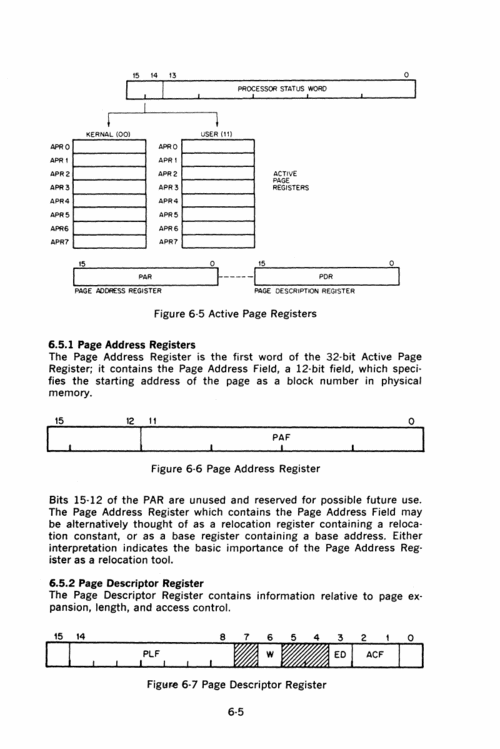 15 14 13 0
PROCESSOR STATUS WORD
KERNAL (00) USER (11)
APR 0 APR 0
APR 1 APR 1
APR 2 APR 2 ACTIVE
PAGE
APR 3 APR 3 REGISTERS
APR 4 APR 4
APR 5 APR 5
APR6 APR 6
APR7 APR7
15 0 15 0
PAR PDR
PAGE ADDRESS REGISTER PAGE DESCRIPTION REGISTER
Figure 6-5 Active Page Registers
6.5.1 Page Address Registers
The Page Address Register is the first word of the 32-bit Active Page
Register; it contains the Page Address Field, a 12-bit field, which speci-
fies the starting address of the page as a block number in physical
memory.
15 12 11 0
PAF
Figure 6-6 Page Address Register
Bits 15-12 of the PAR are unused and reserved for possible future use.
The Page Address Register which contains the Page Address Field may
be alternatively thought of as a relocation register containing a reloca-
tion constant, or as a base register containing a base address. Either
interpretation indicates the basic importance of the Page Address Reg-
ister as a relocation tool.
6.5.2 Page Descriptor Register
The Page Descriptor Register contains information relative to page ex-
pansion, length, and access control.
15 14 8 7 6 5 4 3 2 1 0
PLF W ED ACF
Figure 6-7 Page Descriptor Register
6-5